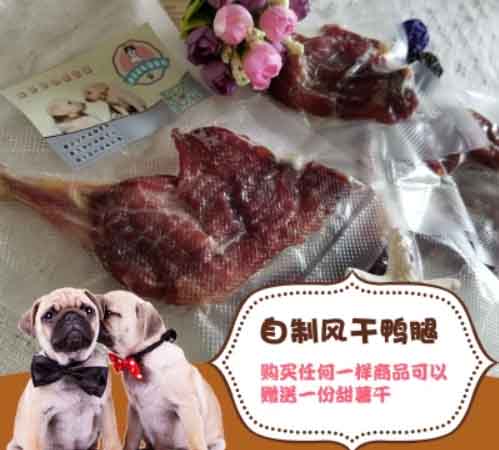 自制风干鸭腿
购买任何一样商品可以
赠送一份甜薯干